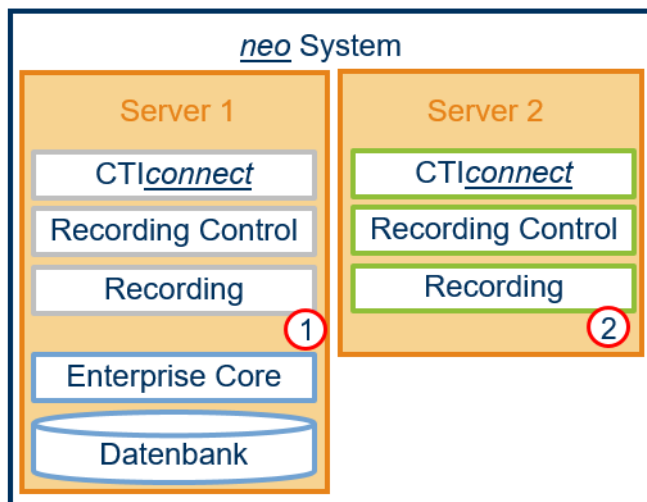 neo System
Server 1
CTIconnect
Recording Control
Recording
1
Enterprise Core
Datenbank
Server 2
CTIconnect
Recording Control
Recording
2